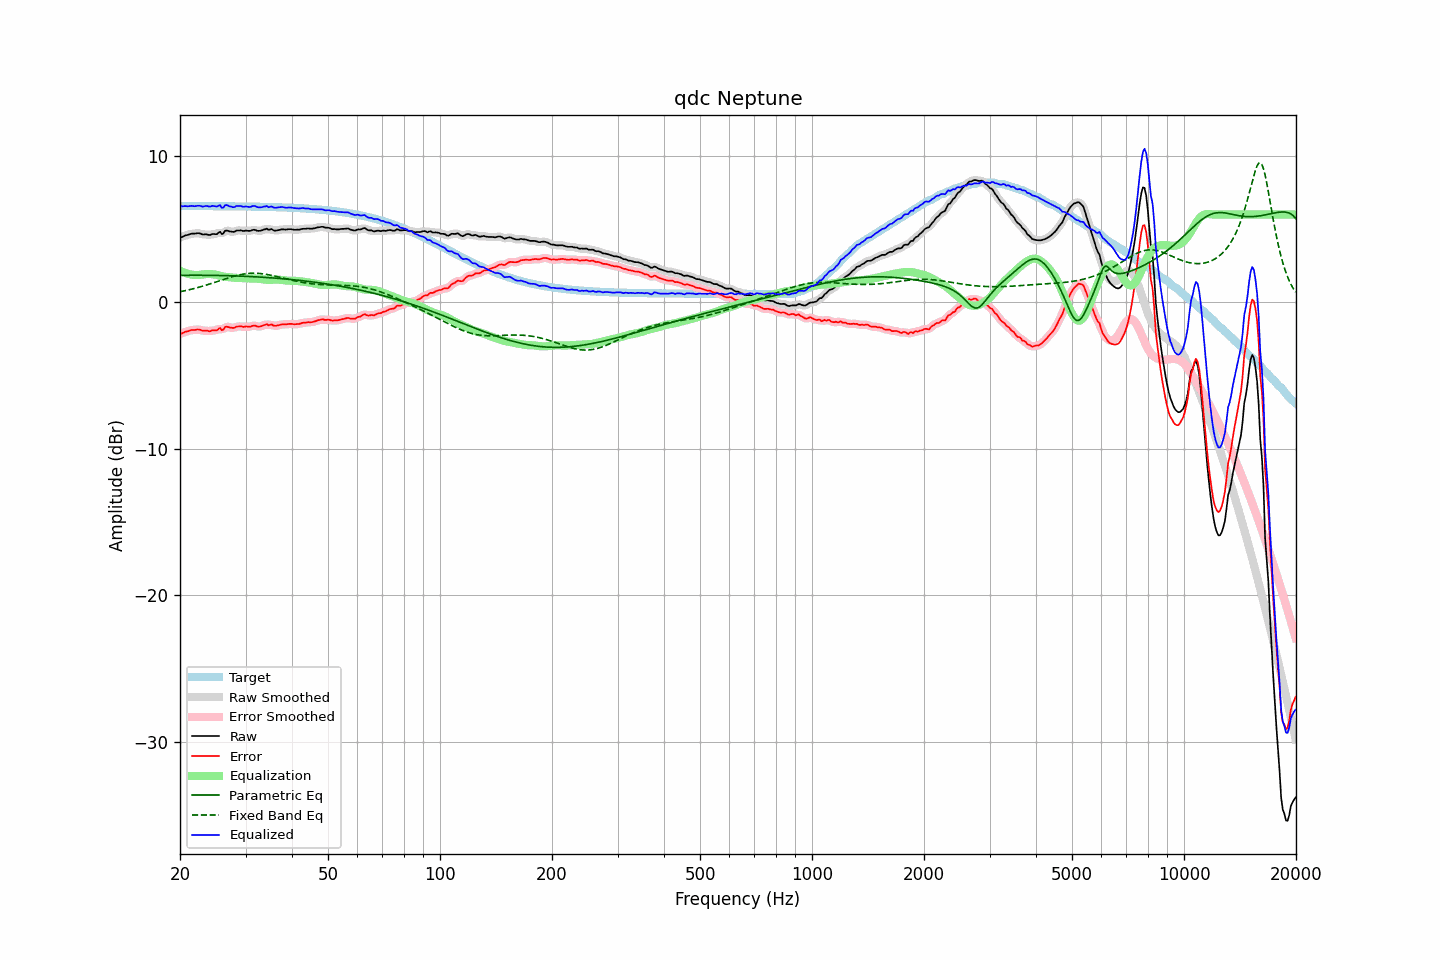 qdc Neptune
Amplitude (dBr)
10
0
−10
−20
−30
Target
Raw Smoothed
Error Smoothed
Raw
Error
Equalization
Parametric Eq
Fixed Band Eq
Equalized
20 50 100 200 500 1000 2000 5000 10000 20000
Frequency (Hz)